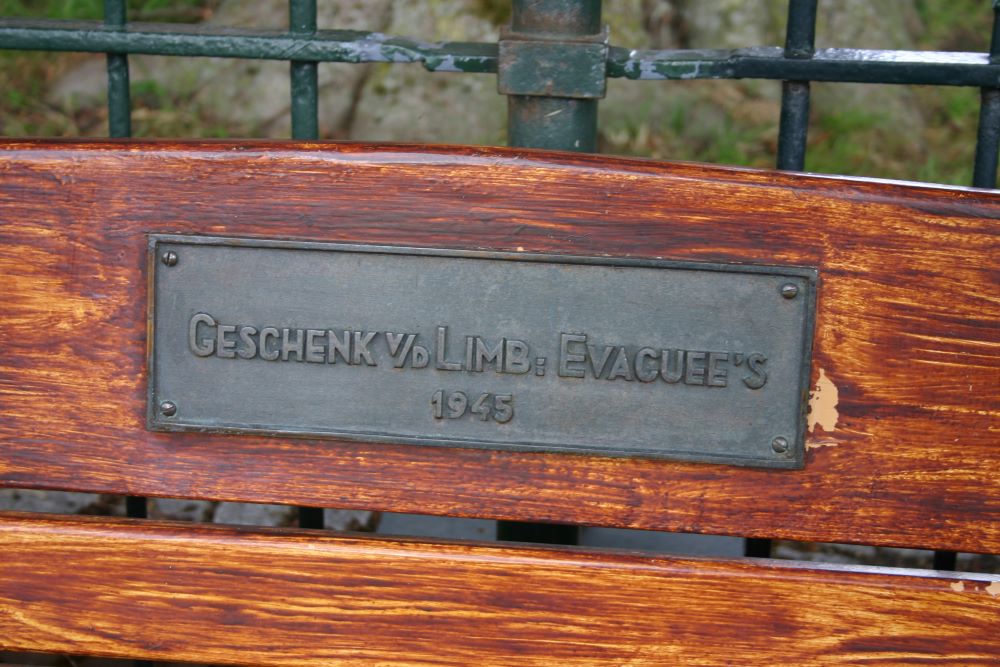 GESCHENK V/D LIMB: EVACUEE'S
1945